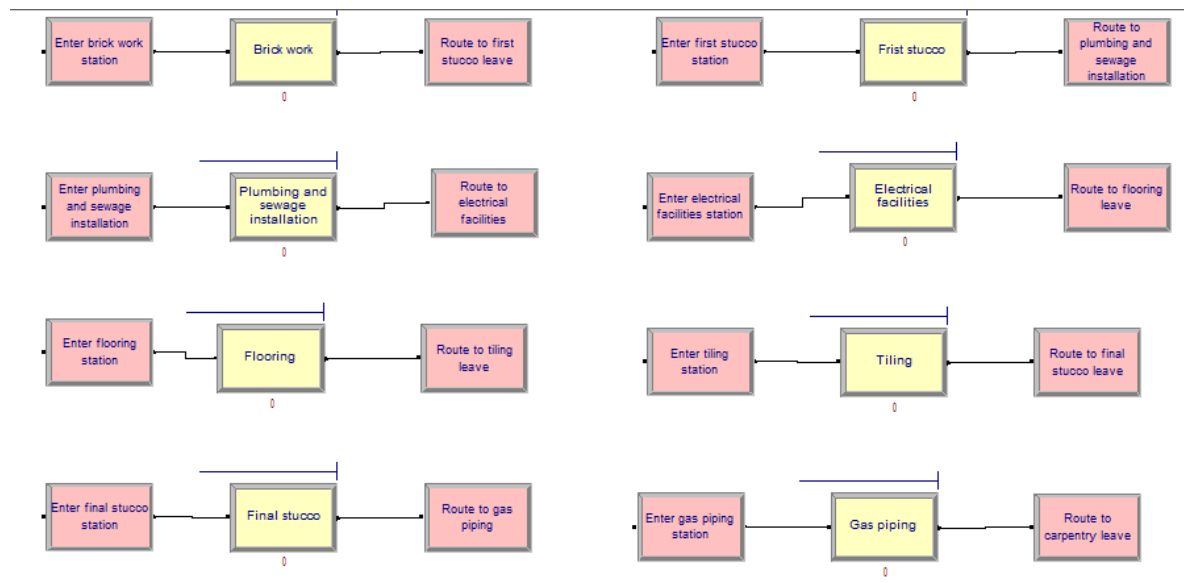 Enter brick work
station
Brick work
0
Route to first
stucco leave
Enter first stucco
station
Frist stucco
0
Route to
plumbing and
sewage
installation
Enter plumbing
and sewage
installation
Plumbing and
sewage
installation
0
Route to
electrical
facilities
Enter electrical
facilities station
Electrical
facilities
0
Route to flooring
leave
Enter flooring
station
Flooring
0
Route to tiling
leave
Enter tiling
station
Tiling
0
Route to final
stucco leave
Enter final stucco
station
Final stucco
0
Route to gas
piping
Enter gas piping
station
Gas piping
0
Route to
carpentry leave